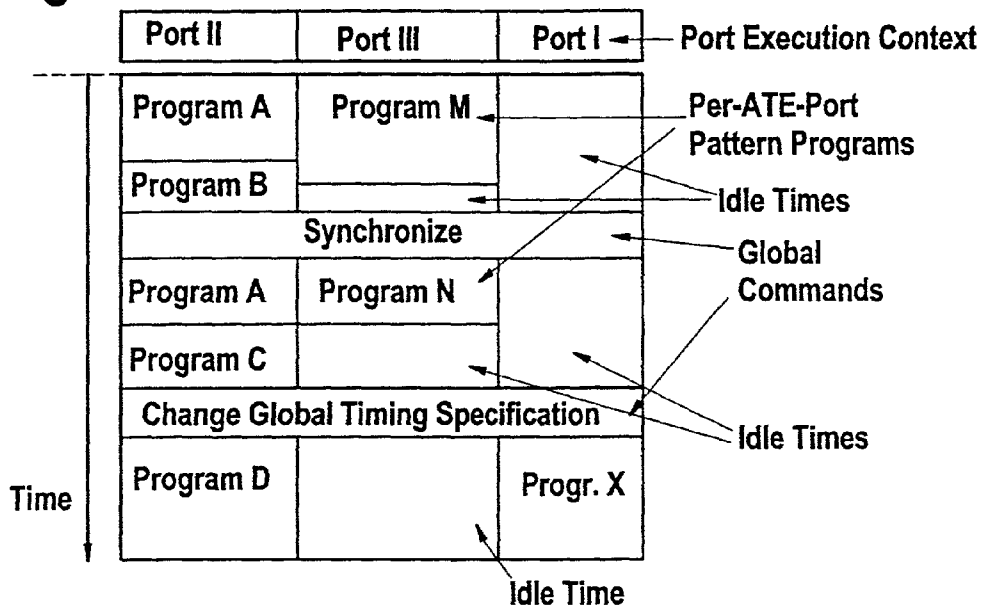 Port II Port III Port I Port Execution Context
Program A Program M Per-ATE-Port
Pattern Programs
Program B Idle Times
Synchronize
Global
Commands
Program A Program N
Program C
Change Global Timing Specification
Idle Times
Program D Progr. X
Time
Idle Time